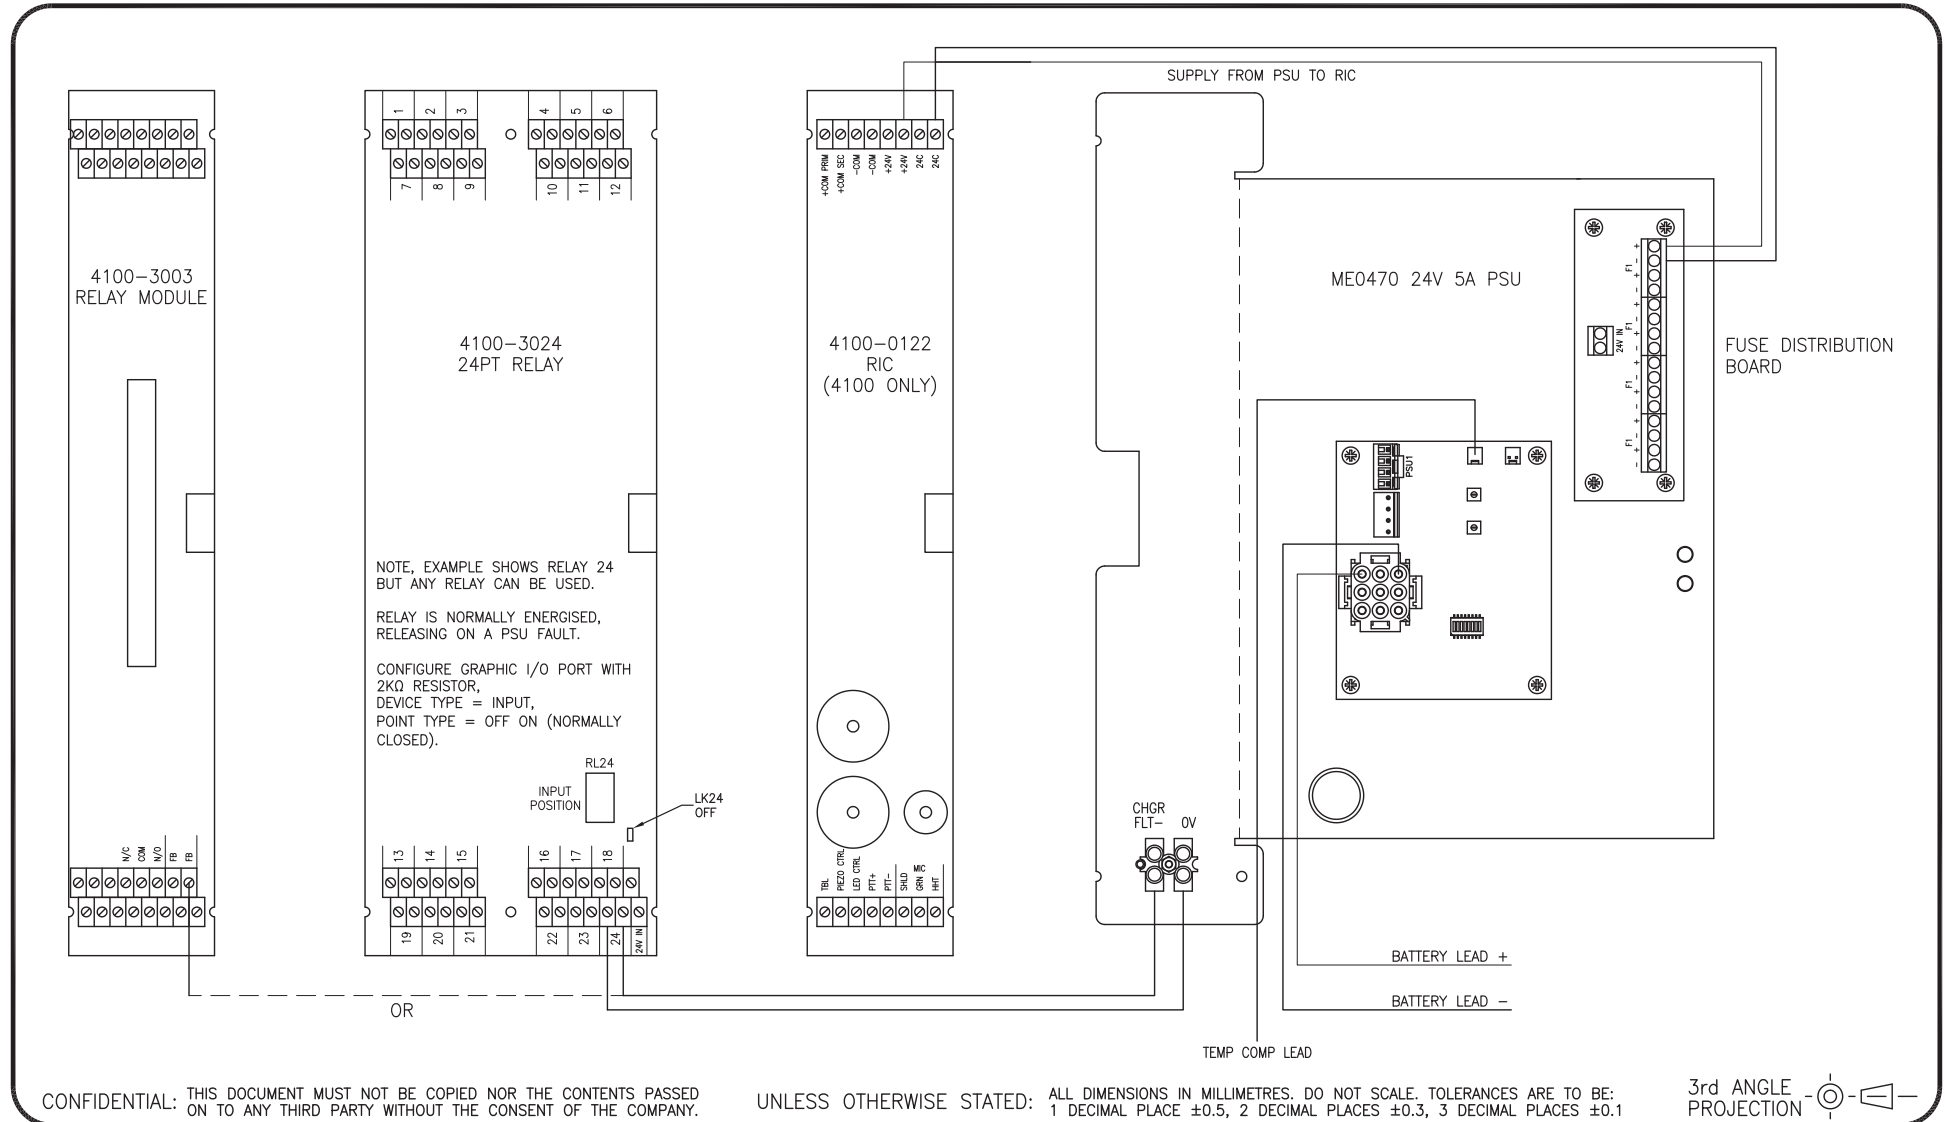 SUPPLY FROM PSU TO RIC
4100-3003
RELAY MODULE
N/C
COM
N/O
FB
FB
1
2
3
4
5
6
7
8
9
10
11
12
4100-3024
24PT RELAY
NOTE, EXAMPLE SHOWS RELAY 24
BUT ANY RELAY CAN BE USED.
RELAY IS NORMALLY ENERGISED,
RELEASING ON A PSU FAULT.
CONFIGURE GRAPHIC I/O PORT WITH
2KΩ RESISTOR,
DEVICE TYPE = INPUT,
POINT TYPE = OFF ON (NORMALLY
CLOSED).
RL24
INPUT
POSITION
LK24
OFF
13
14
15
16
17
18
19
20
21
22
23
24
24V IN
+COM PRIM
+COM SEC
-COM
-COM
+24V
+24V
24C
24C
4100-0122
RIC
(4100 ONLY)
TBL
PIEZO CTRL
LED CTRL
PTT+
PTT-
SHLD
MIC
GRN
HHT
ME0470 24V 5A PSU
CHGR
FLT-
0V
PSU1
24V IN
+
-
F1
+
-
+
-
F1
+
-
+
-
F1
+
-
+
-
F1
+
-
FUSE DISTRIBUTION
BOARD
BATTERY LEAD +
BATTERY LEAD -
TEMP COMP LEAD
OR
CONFIDENTIAL: THIS DOCUMENT MUST NOT BE COPIED NOR THE CONTENTS PASSED
ON TO ANY THIRD PARTY WITHOUT THE CONSENT OF THE COMPANY.
UNLESS OTHERWISE STATED: ALL DIMENSIONS IN MILLIMETRES. DO NOT SCALE. TOLERANCES ARE TO BE:
1 DECIMAL PLACE ±0.5, 2 DECIMAL PLACES ±0.3, 3 DECIMAL PLACES ±0.1
3rd ANGLE
PROJECTION